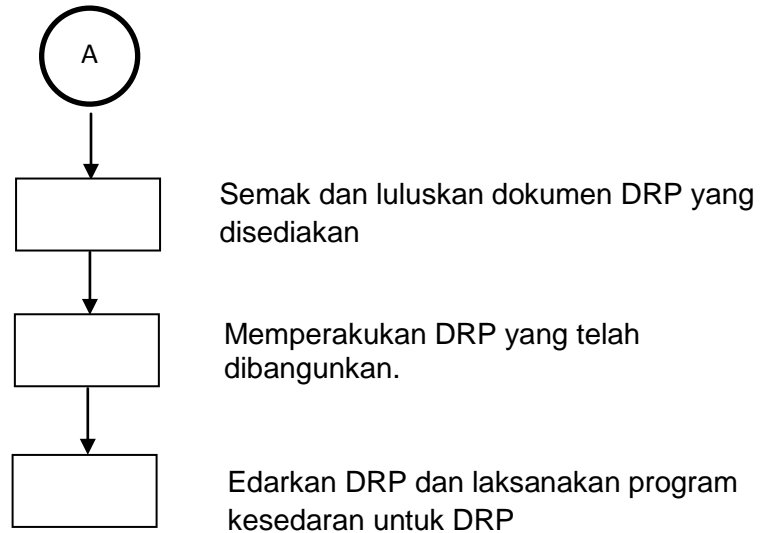 A
Semak dan luluskan dokumen DRP yang
disediakan
Memperakukan DRP yang telah
dibangunkan.
Edarkan DRP dan laksanakan program
kesedaran untuk DRP